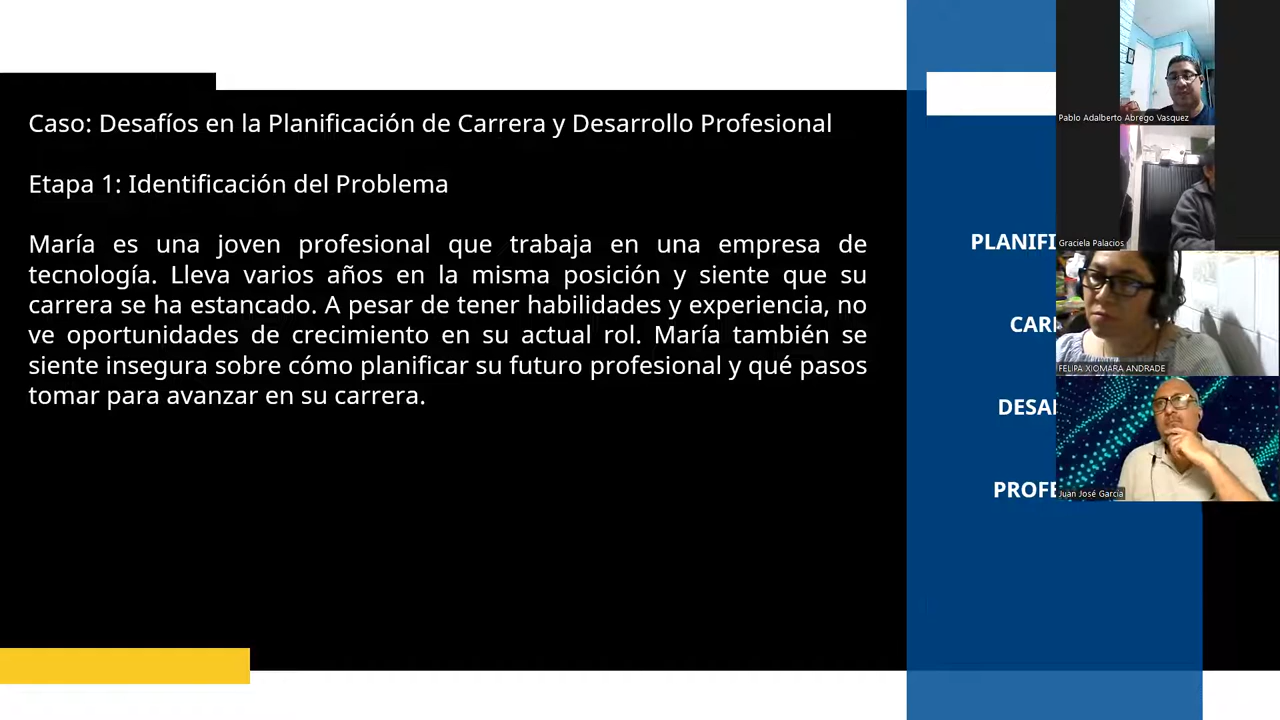 Caso: Desafíos en la Planificación de Carrera y Desarrollo Profesional
Etapa 1: Identificación del Problema
María es una joven profesional que trabaja en una empresa de
tecnología. Lleva varios años en la misma posición y siente que su
carrera se ha estancado. A pesar de tener habilidades y experiencia, no
ve oportunidades de crecimiento en su actual rol. María también se
siente insegura sobre cómo planificar su futuro profesional y qué pasos
tomar para avanzar en su carrera.
PLANIFI
CARI
DESAI
PROFE
Pablo Adalberto Abrego Vasquez
Graciela Palacios
FELIPA XIOMARA ANDRADE
Juan José García